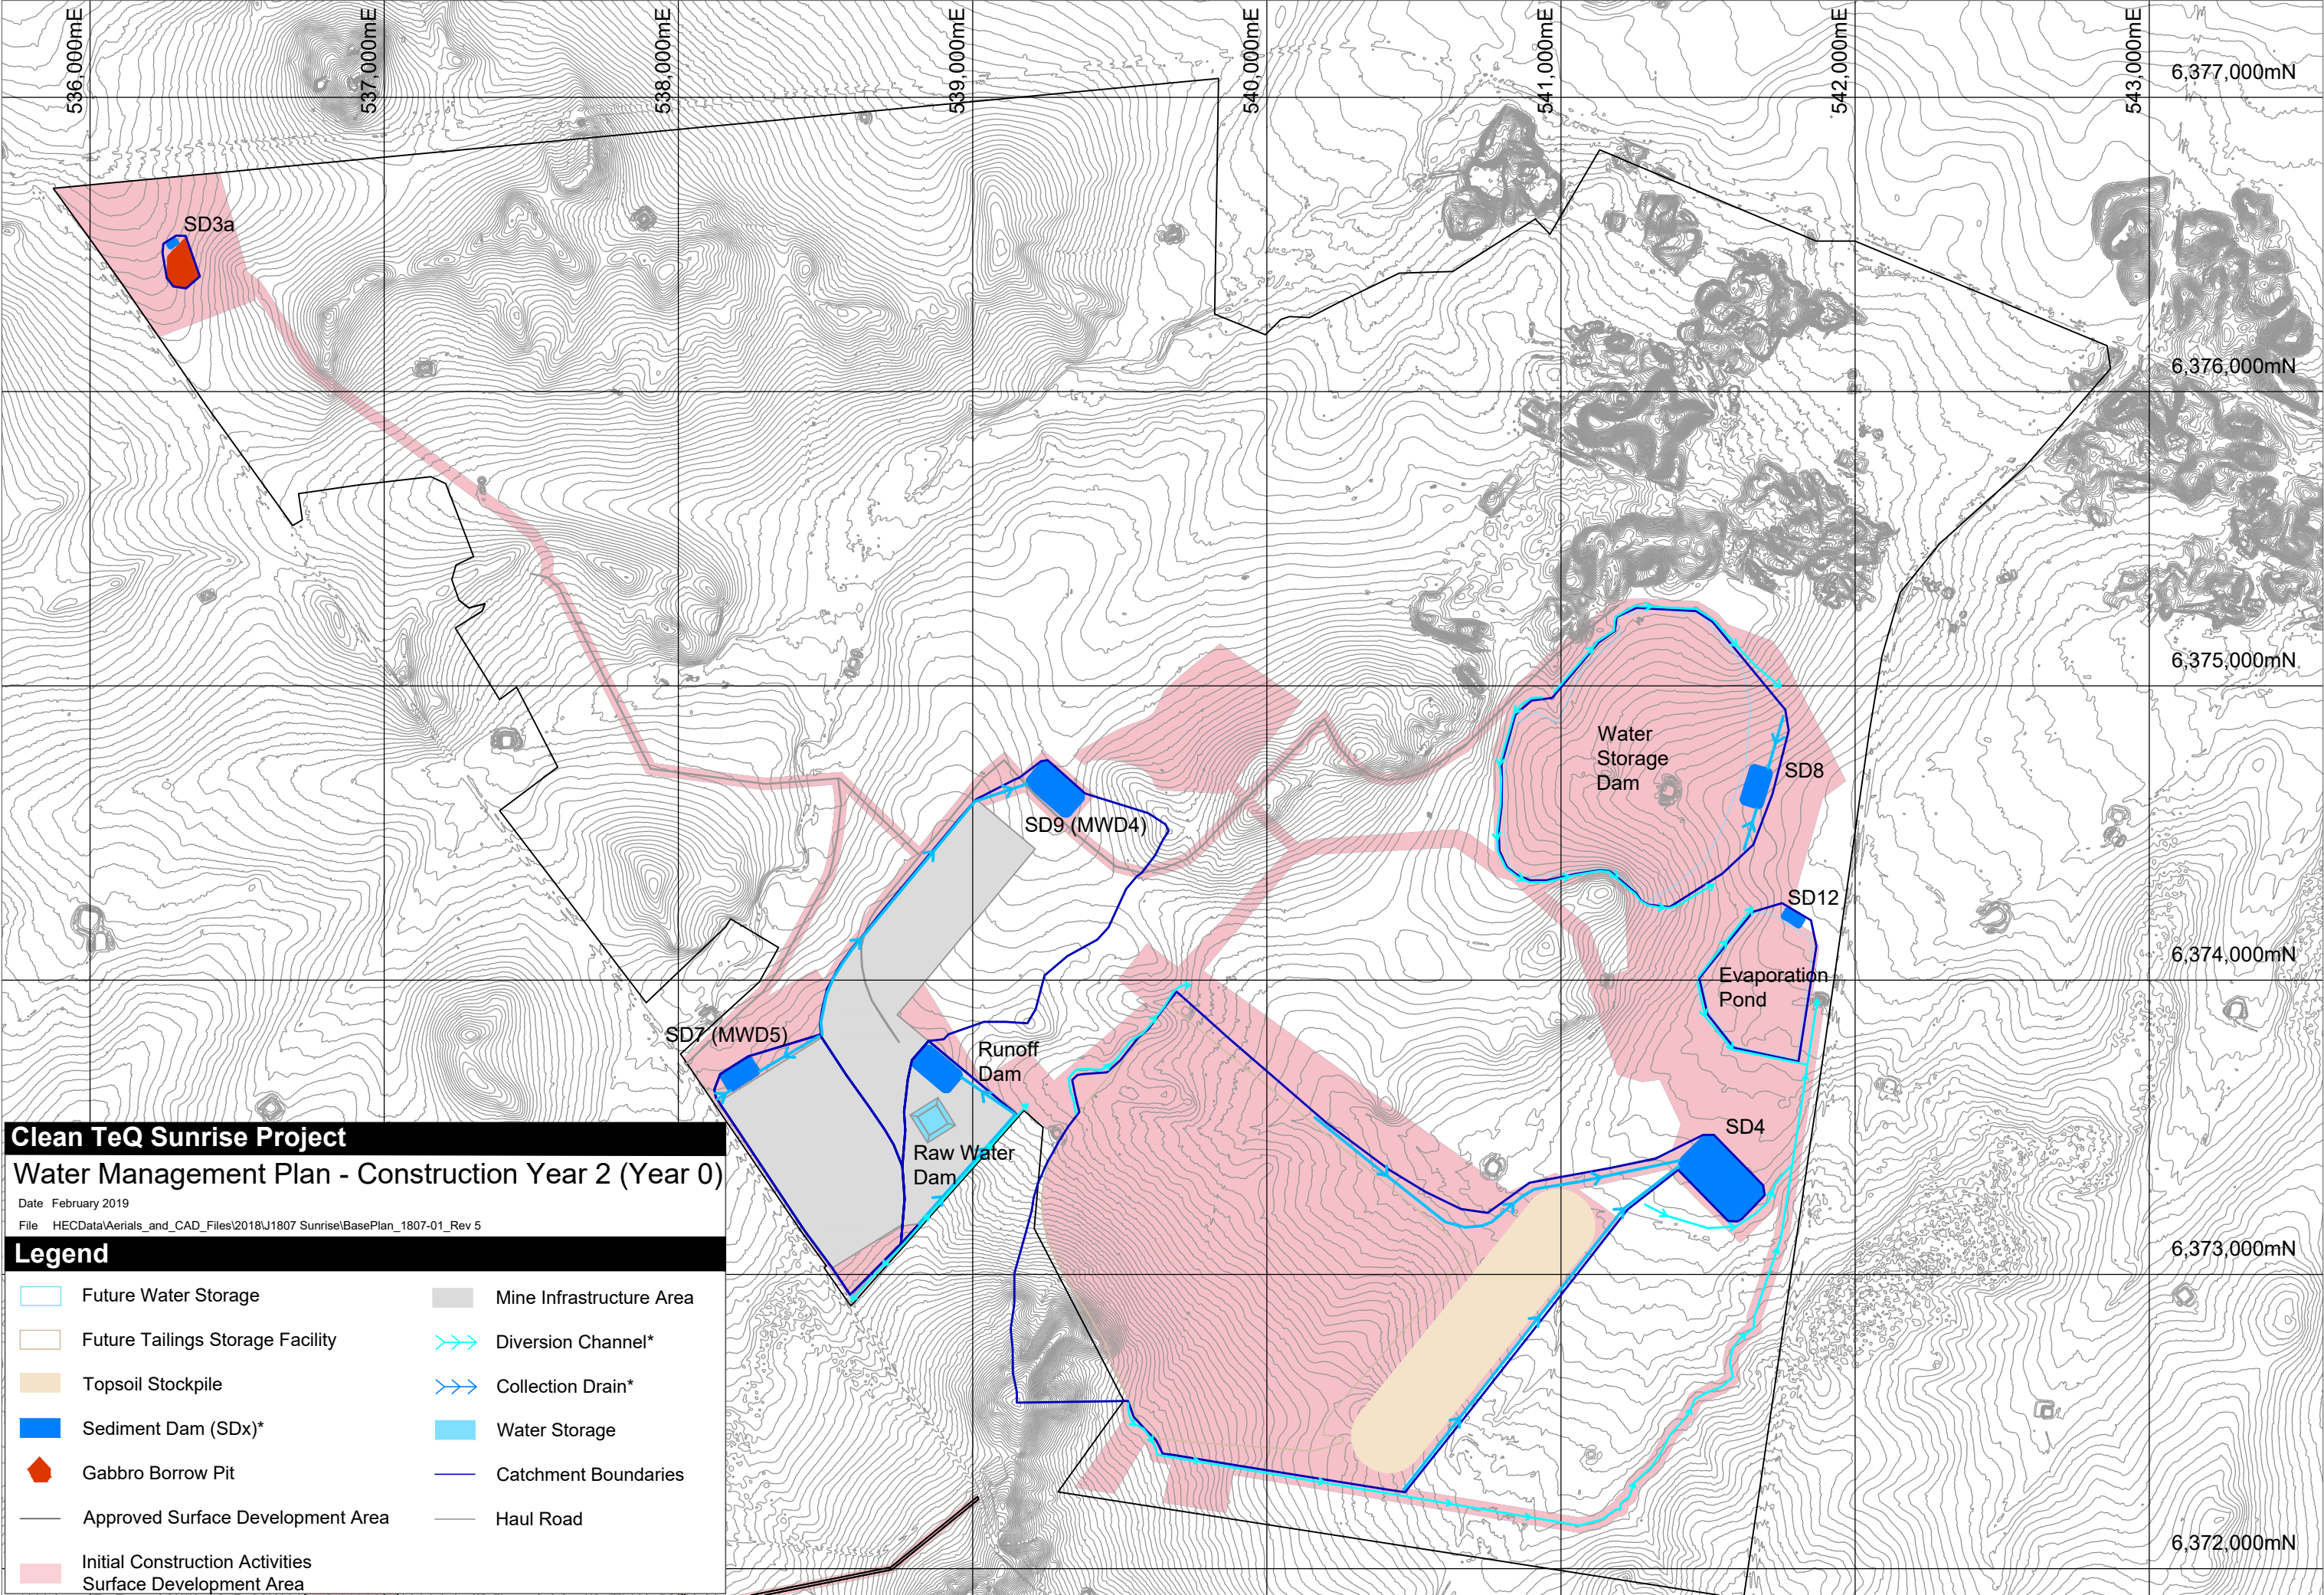 536,000mE
537,000mE
538,000mE
539,000mE
540,000mE
541,000mE
542,000mE
543,000mE
6,377,000mN
SD3a
6,376,000mN
6,375,000mN
Water
Storage
Dam
SD8
SD9 (MWD4)
SD12
6,374,000mN
Evaporation
Pond
SD7 (MWD5)
Runoff
Dam
SD4
Raw Water
Dam
6,373,000mN
6,372,000mN
Clean TeQ Sunrise Project
Water Management Plan - Construction Year 2 (Year 0)
Date February 2019
File HECData\Aerials_and_CAD_Files\2018\J1807 Sunrise\BasePlan_1807-01_Rev 5
Legend
Future Water Storage
Future Tailings Storage Facility
Topsoil Stockpile
Sediment Dam (SDx)*
Gabbro Borrow Pit
Approved Surface Development Area
Initial Construction Activities
Surface Development Area
Mine Infrastructure Area
Diversion Channel*
Collection Drain*
Water Storage
Catchment Boundaries
Haul Road